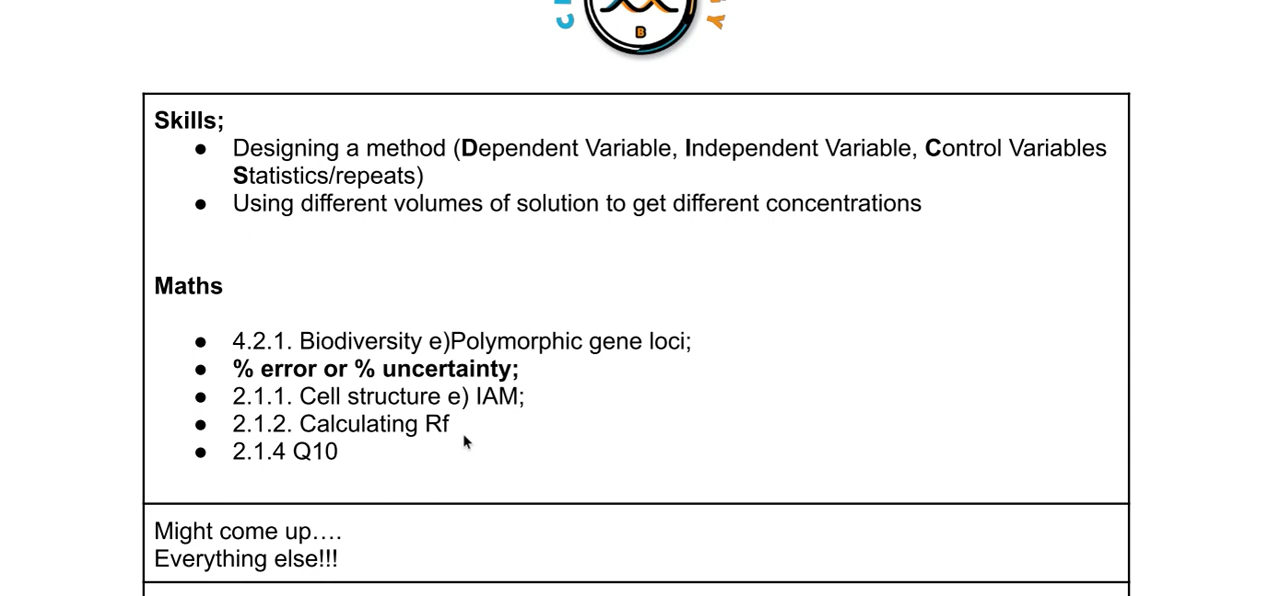 B
Skills;
● Designing a method (Dependent Variable, Independent Variable, Control Variables
Statistics/repeats)
● Using different volumes of solution to get different concentrations
Maths
● 4.2.1. Biodiversity e)Polymorphic gene loci;
● % error or % uncertainty;
● 2.1.1. Cell structure e) IAM;
● 2.1.2. Calculating Rf
● 2.1.4 Q10
Might come up….
Everything else!!!